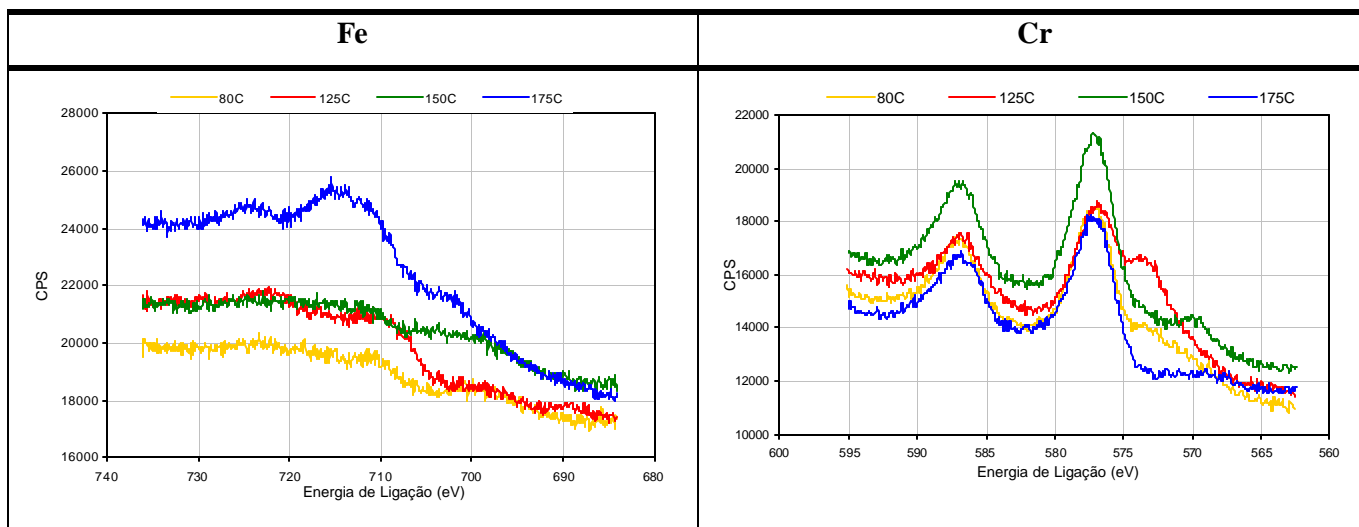 Fe
Cr
80C 125C 150C 175C
28000
26000
24000
22000
20000
18000
16000
CPS
740 730 720 710 700 690 680
Energia de Ligação (eV)
80C 125C 150C 175C
22000
20000
18000
16000
14000
12000
10000
CPS
600 595 590 585 580 575 570 565 560
Energia de Ligação (eV)